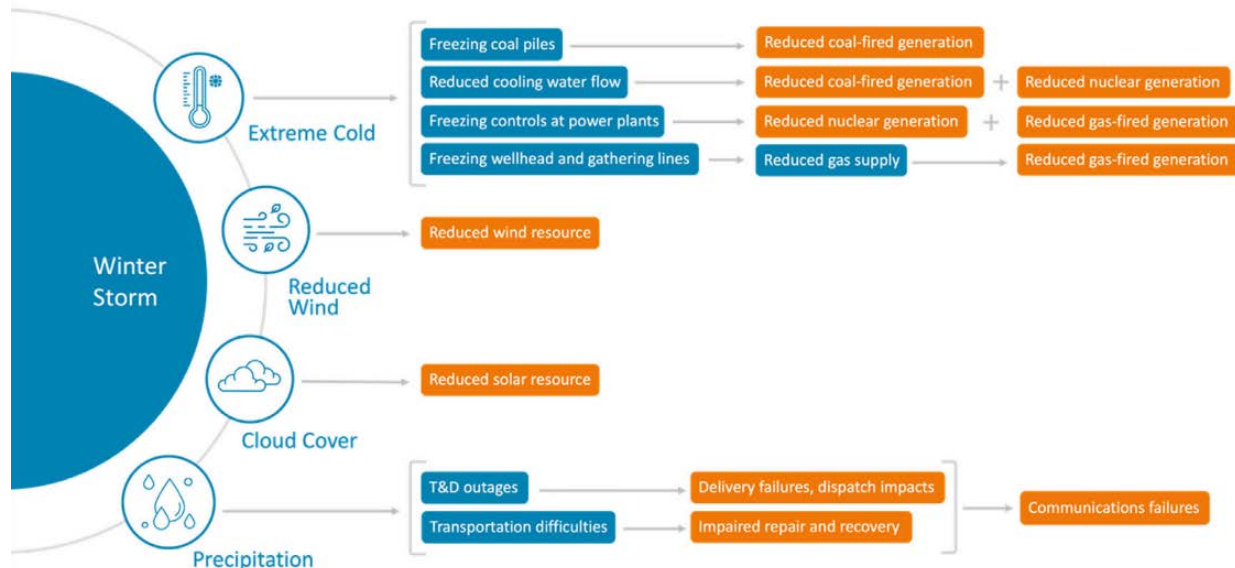 Winter
Storm
Extreme Cold
Freezing coal piles
Reduced coal-fired generation
Reduced cooling water flow
Reduced coal-fired generation + Reduced nuclear generation
Freezing controls at power plants
Reduced nuclear generation + Reduced gas-fired generation
Freezing wellhead and gathering lines
Reduced gas supply
Reduced gas-fired generation
Reduced
Wind
Reduced wind resource
Cloud Cover
Reduced solar resource
Precipitation
T&D outages
Delivery failures, dispatch impacts
Transportation difficulties
Impaired repair and recovery
Communications failures